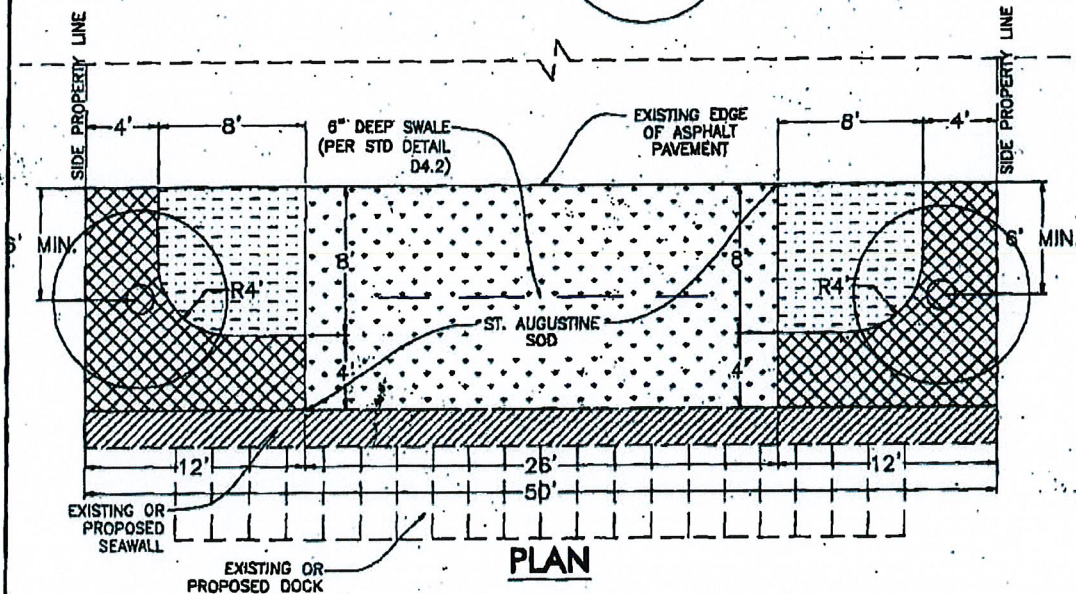 SIDE PROPERTY LINE
SIDE PROPERTY LINE
4'
8'
8'
4'
6" DEEP SWALE
(PER STD DETAIL
D4.2)
EXISTING EDGE
OF ASPHALT
PAVEMENT
6' MIN.
6' MIN.
8'
8'
R4'
R4'
ST. AUGUSTINE
SOD
4'
4'
12'
26'
12'
50'
EXISTING OR
PROPOSED
SEAWALL
EXISTING OR
PROPOSED DOCK
PLAN